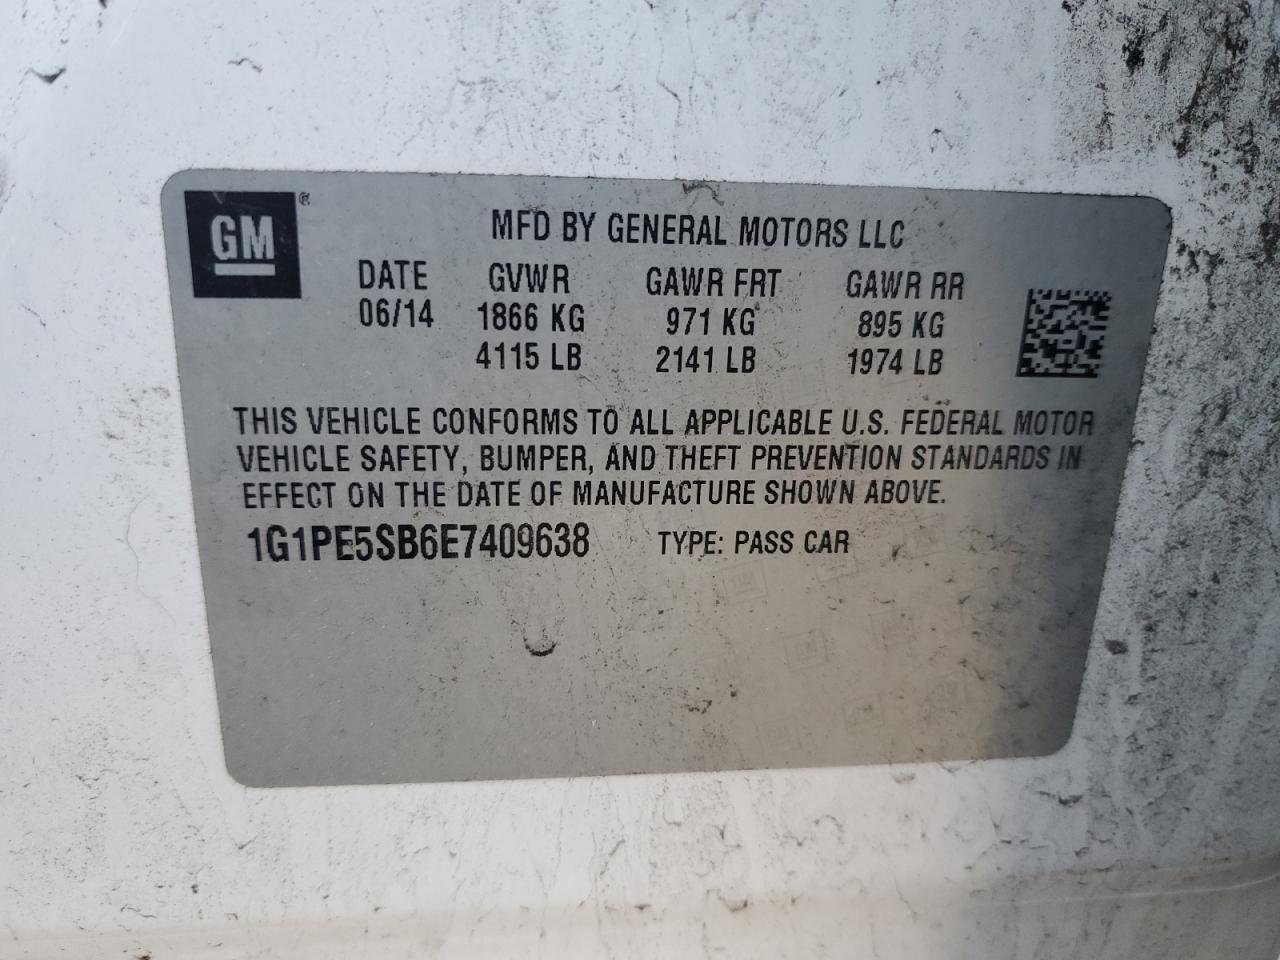 GM ®
MFD BY GENERAL MOTORS LLC
DATE GVWR GAWR FRT GAWR RR
06/14 1866 KG 971 KG 895 KG
4115 LB 2141 LB 1974 LB
THIS VEHICLE CONFORMS TO ALL APPLICABLE U.S. FEDERAL MOTOR
VEHICLE SAFETY, BUMPER, AND THEFT PREVENTION STANDARDS IN
EFFECT ON THE DATE OF MANUFACTURE SHOWN ABOVE.
1G1PE5SB6E7409638 TYPE: PASS CAR